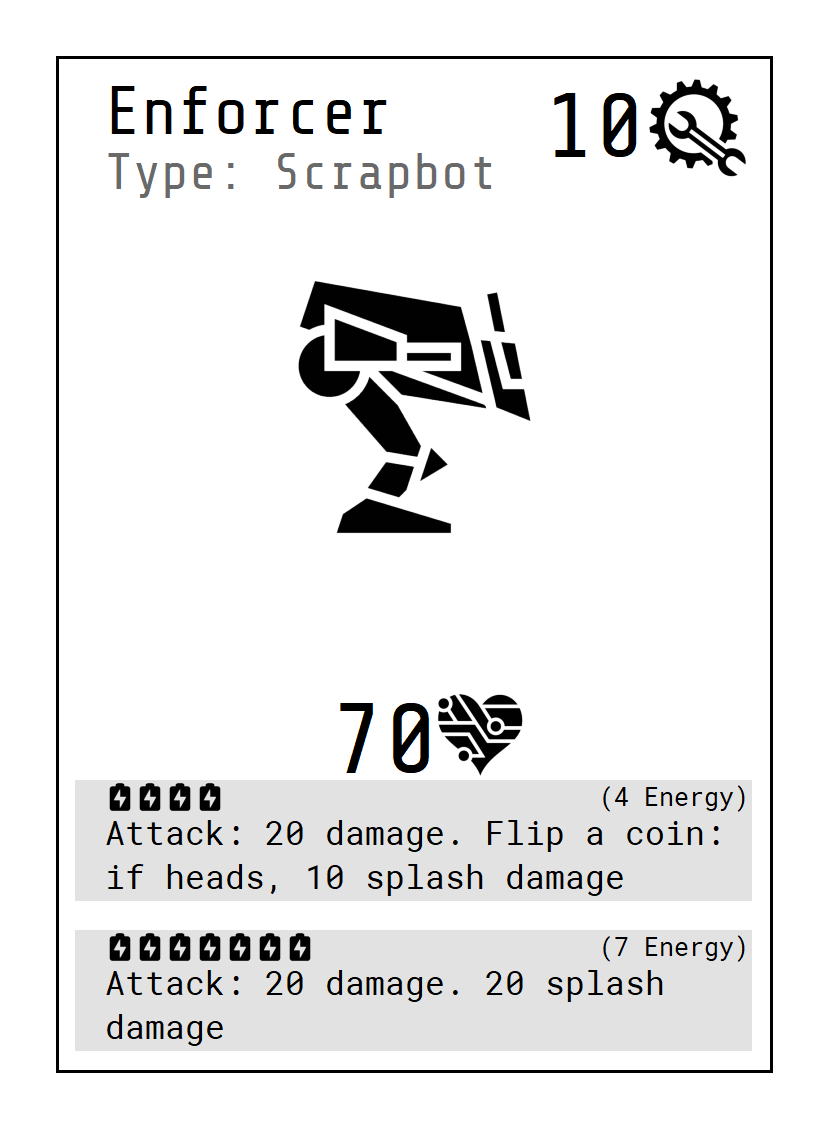 Enforcer
10
Type: Scrapbot
70
(4 Energy)
Attack: 20 damage. Flip a coin:
if heads, 10 splash damage
(7 Energy)
Attack: 20 damage. 20 splash
damage